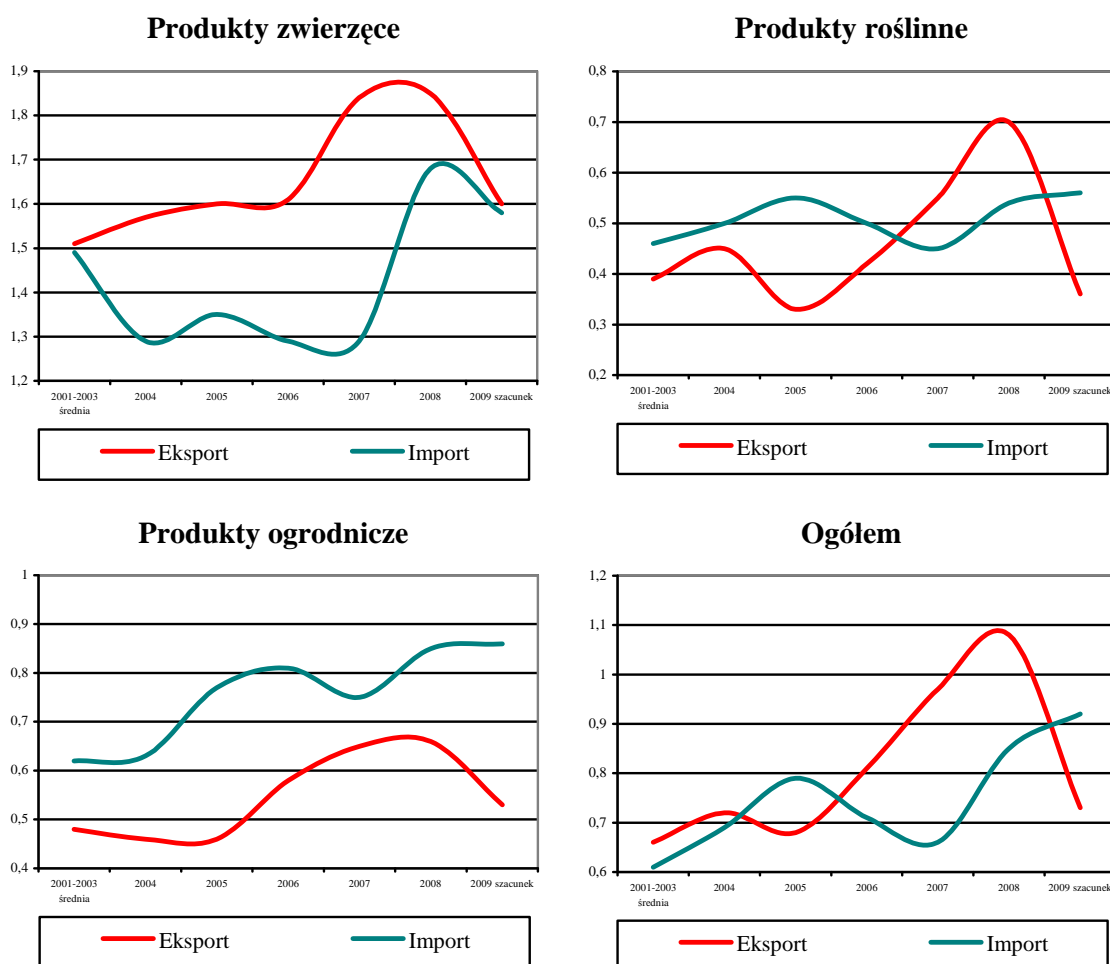 Produkty zwierzęce
1,9
1,8
1,7
1,6
1,5
1,4
1,3
1,2
2001-2003 średnia
2004
2005
2006
2007
2008
2009 szacunek
Eksport
Import
Produkty roślinne
0,8
0,7
0,6
0,5
0,4
0,3
0,2
2001-2003 średnia
2004
2005
2006
2007
2008
2009 szacunek
Eksport
Import
Produkty ogrodnicze
1
0,9
0,8
0,7
0,6
0,5
0,4
2001-2003 średnia
2004
2005
2006
2007
2008
2009 szacunek
Eksport
Import
Ogółem
1,2
1,1
1
0,9
0,8
0,7
0,6
2001-2003 średnia
2004
2005
2006
2007
2008
2009 szacunek
Eksport
Import